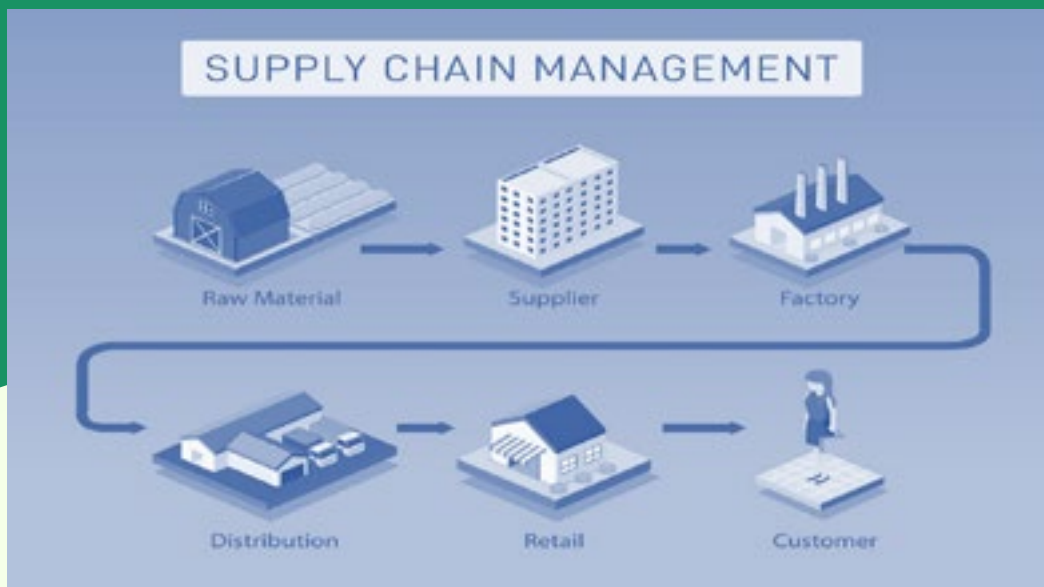 SUPPLY CHAIN MANAGEMENT
Raw Material
Supplier
Factory
Distribution
Retail
Customer